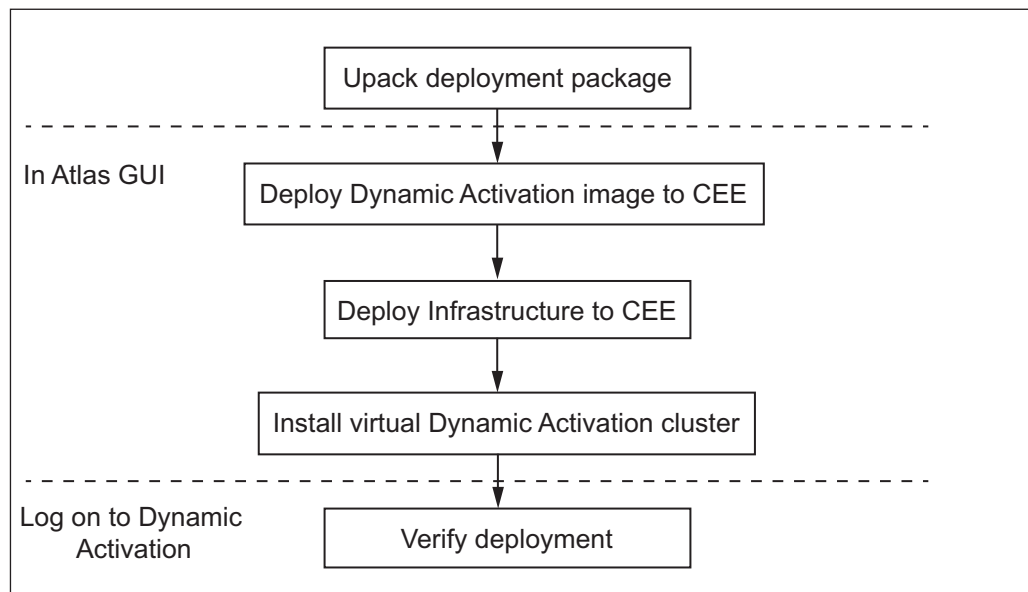 Upack deployment package
In Atlas GUI
Deploy Dynamic Activation image to CEE
Deploy Infrastructure to CEE
Install virtual Dynamic Activation cluster
Log on to Dynamic
Activation
Verify deployment